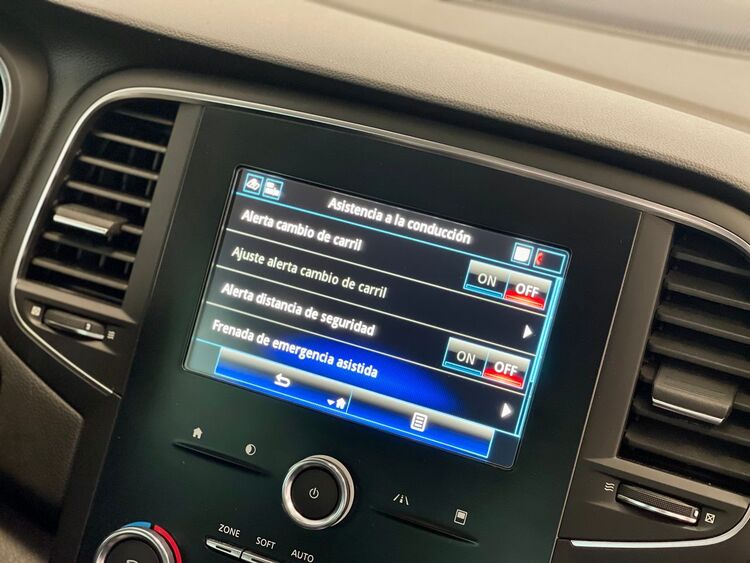 Asistencia a la conducción
Alerta cambio de carril
ON OFF
Ajuste alerta cambio de carril
Alerta distancia de seguridad
ON OFF
Frenada de emergencia asistida
ZONE SOFT AUTO